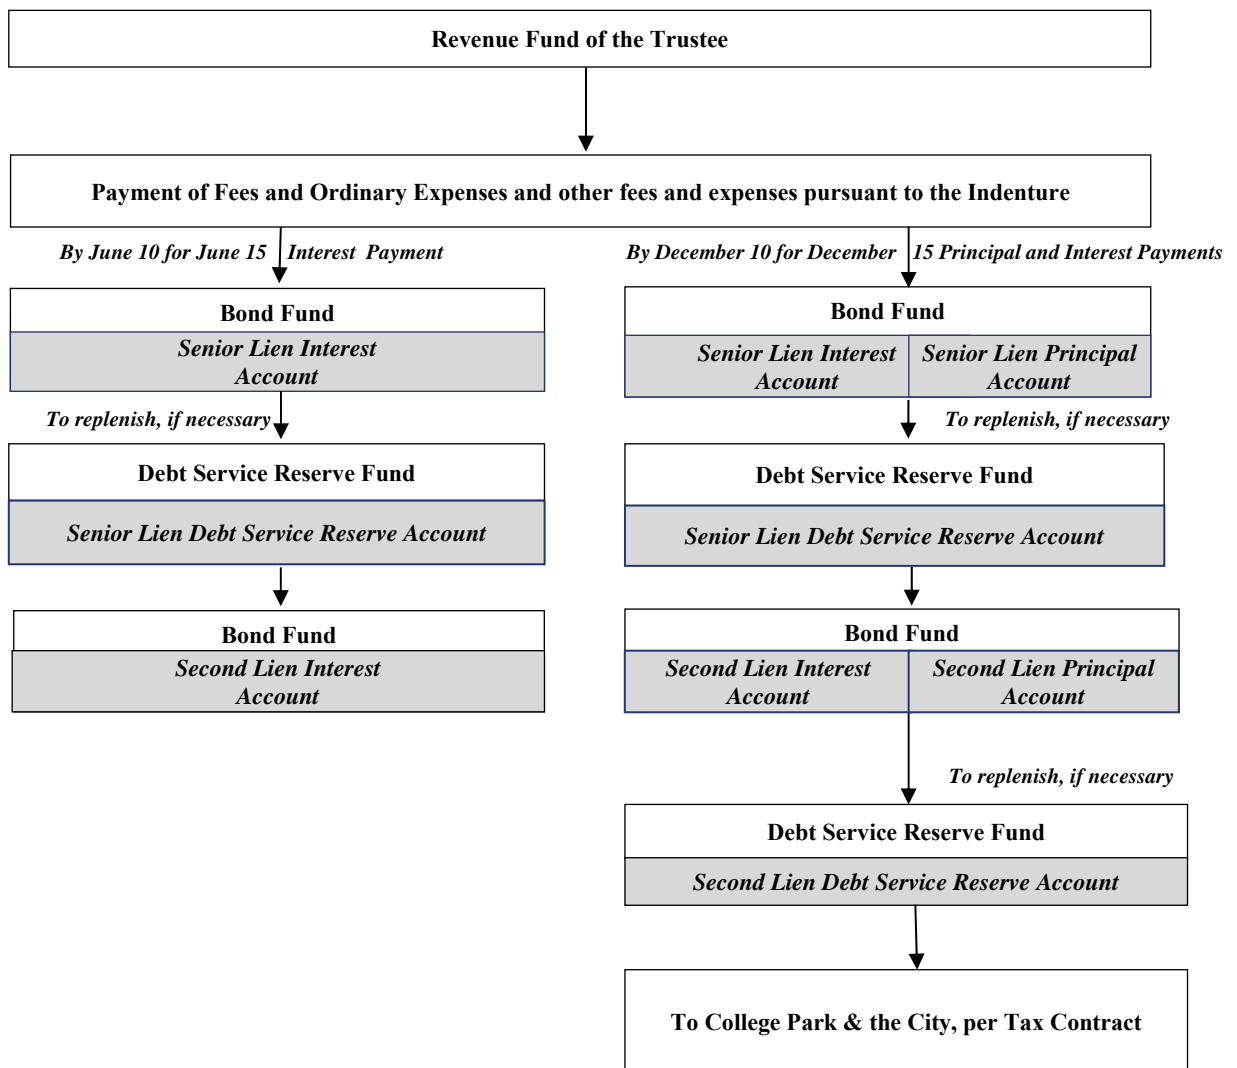 Revenue Fund of the Trustee
Payment of Fees and Ordinary Expenses and other fees and expenses pursuant to the Indenture
By June 10 for June 15 Interest Payment
Bond Fund
Senior Lien Interest
Account
To replenish, if necessary
Debt Service Reserve Fund
Senior Lien Debt Service Reserve Account
Bond Fund
Second Lien Interest
Account
By December 10 for December 15 Principal and Interest Payments
Bond Fund
Senior Lien Interest
Account
Senior Lien Principal
Account
To replenish, if necessary
Debt Service Reserve Fund
Senior Lien Debt Service Reserve Account
Bond Fund
Second Lien Interest
Account
Second Lien Principal
Account
To replenish, if necessary
Debt Service Reserve Fund
Second Lien Debt Service Reserve Account
To College Park & the City, per Tax Contract